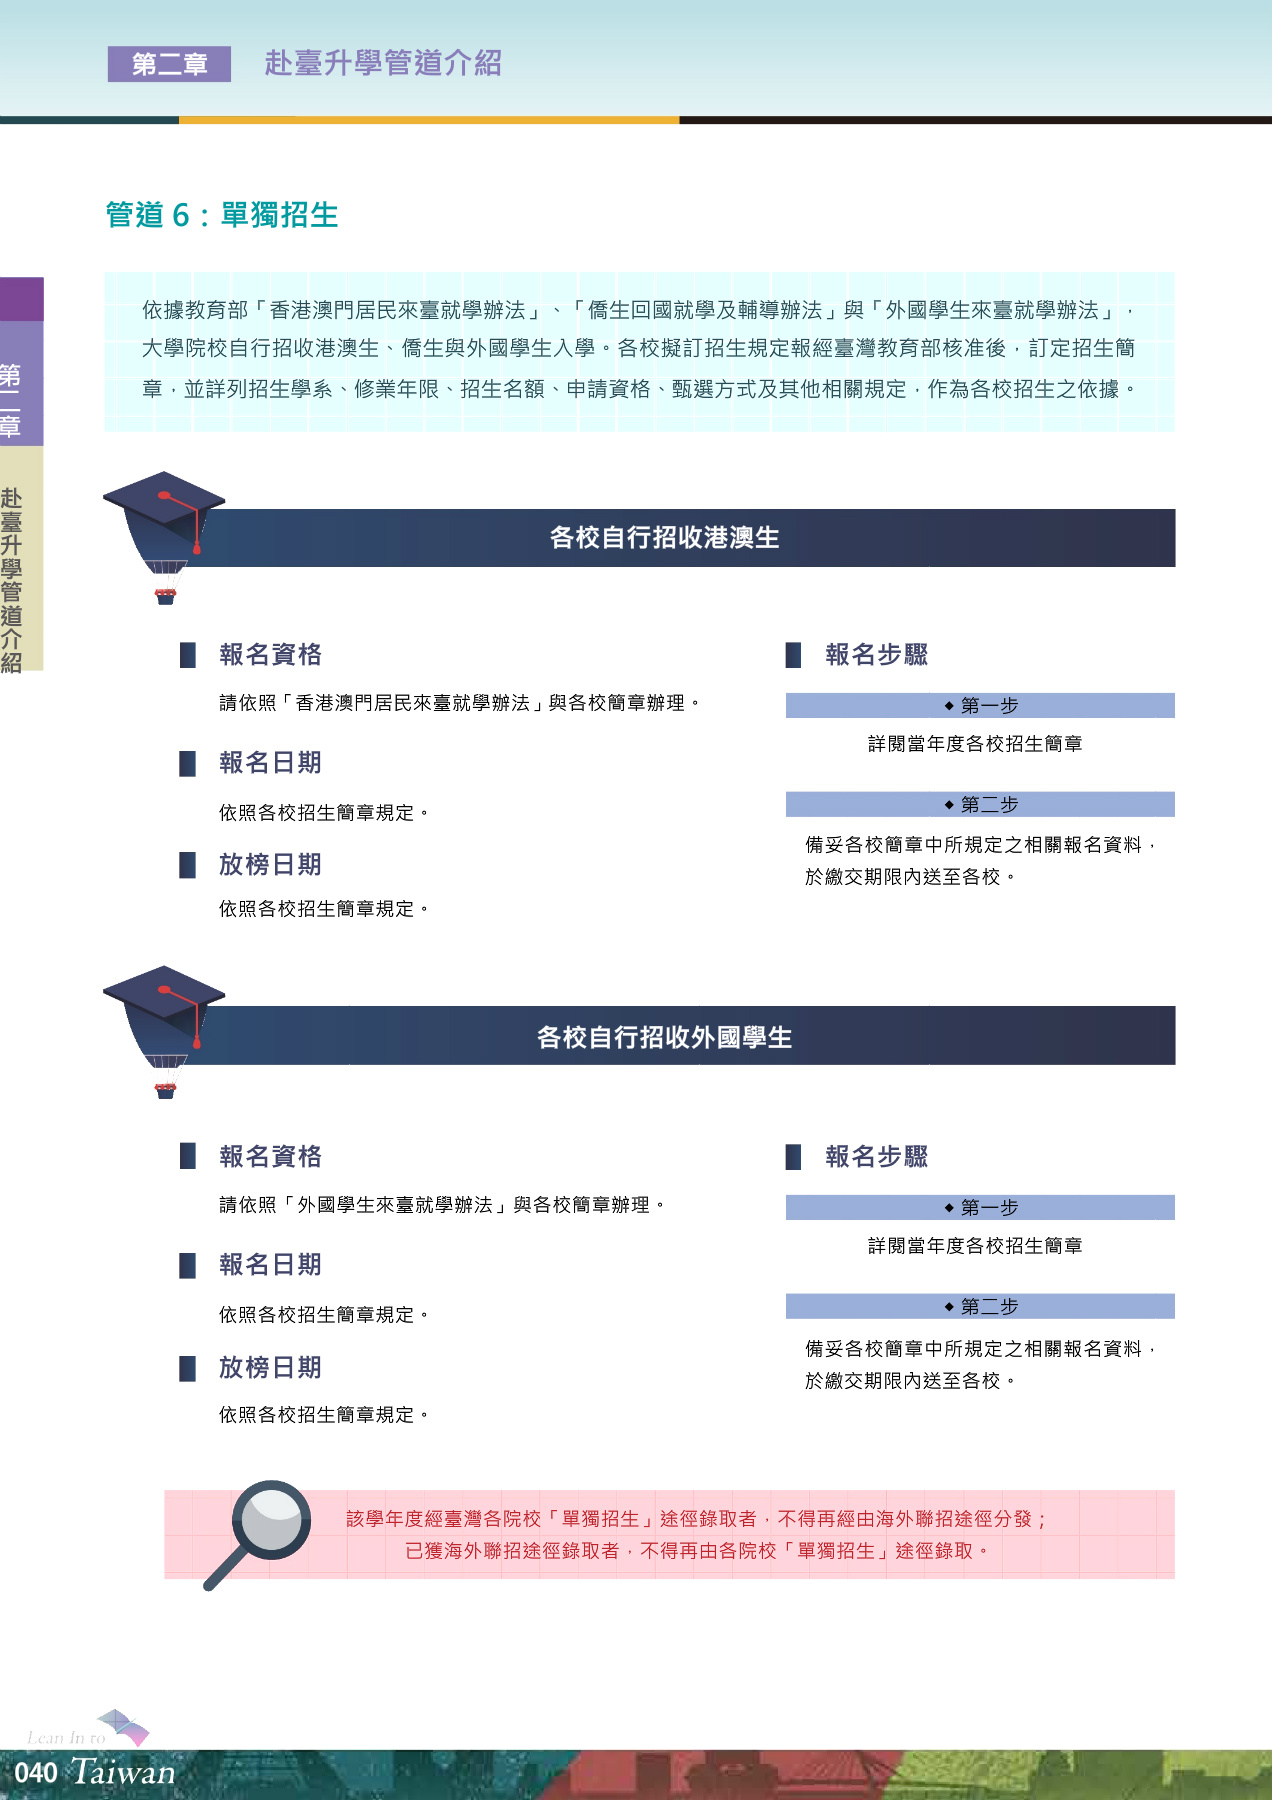 第二章 赴臺升學管道介紹
管道 6：單獨招生
依據教育部「香港澳門居民來臺就學辦法」、「僑生回國就學及輔導辦法」與「外國學生來臺就學辦法」，
大學院校自行招收港澳生、僑生與外國學生入學。各校擬訂招生規定報經臺灣教育部核准後，訂定招生簡
章，並詳列招生學系、修業年限、招生名額、申請資格、甄選方式及其他相關規定，作為各校招生之依據。
第二章
赴臺升學管道介紹
各校自行招收港澳生
報名資格
請依照「香港澳門居民來臺就學辦法」與各校簡章辦理。
報名日期
依照各校招生簡章規定。
放榜日期
依照各校招生簡章規定。
報名步驟
◆ 第一步
詳閱當年度各校招生簡章
◆ 第二步
備妥各校簡章中所規定之相關報名資料，
於繳交期限內送至各校。
各校自行招收外國學生
報名資格
請依照「外國學生來臺就學辦法」與各校簡章辦理。
報名日期
依照各校招生簡章規定。
放榜日期
依照各校招生簡章規定。
報名步驟
◆ 第一步
詳閱當年度各校招生簡章
◆ 第二步
備妥各校簡章中所規定之相關報名資料，
於繳交期限內送至各校。
該學年度經臺灣各院校「單獨招生」途徑錄取者，不得再經由海外聯招途徑分發；
已獲海外聯招途徑錄取者，不得再由各院校「單獨招生」途徑錄取。
Lean In to
040 Taiwan